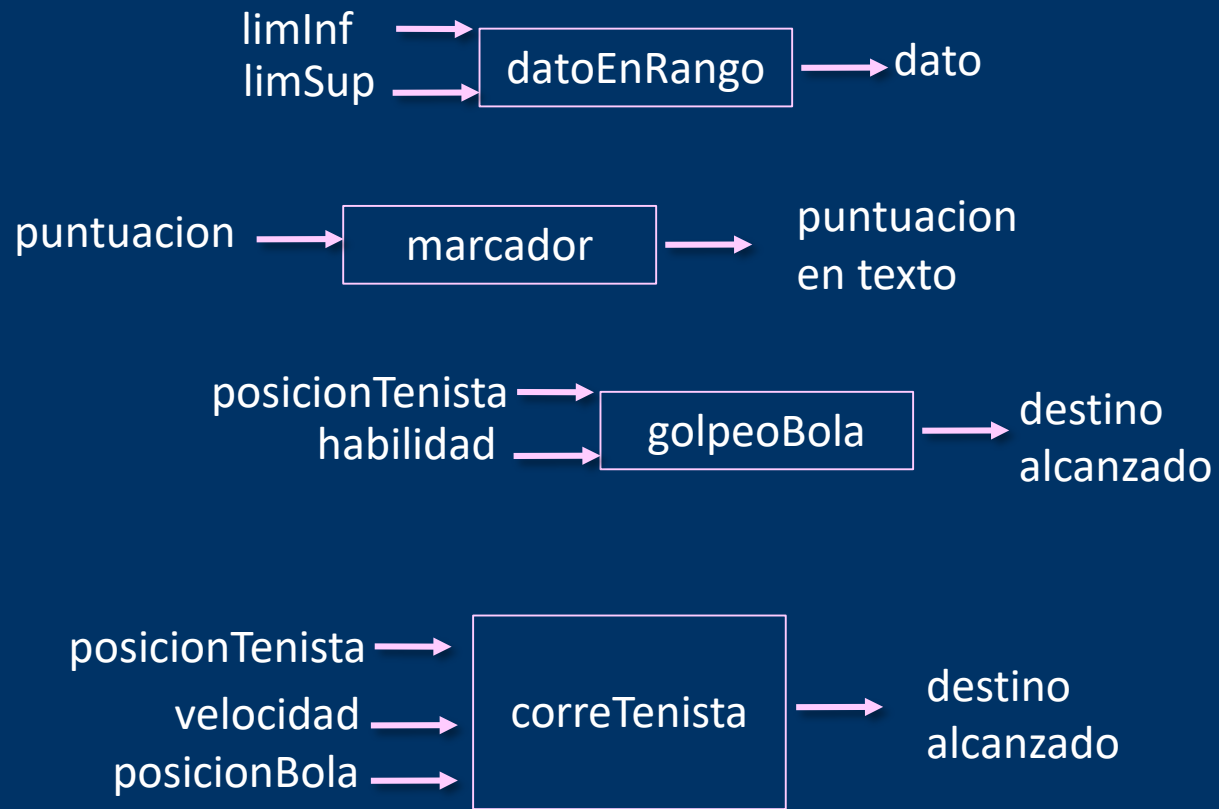 limInf
limSup
datoEnRango
dato
puntuacion
marcador
puntuacion
en texto
posicionTenista
habilidad
golpeoBola
destino
alcanzado
posicionTenista
velocidad
posicionBola
correTenista
destino
alcanzado